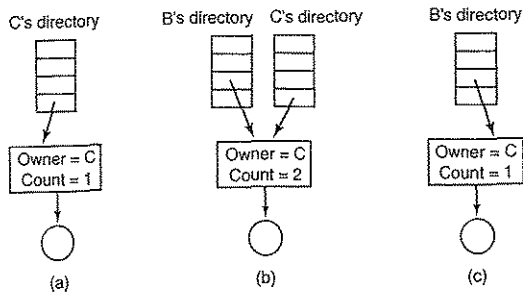 C's directory
B's directory C's directory
B's directory
Owner = C
Count = 1
Owner = C
Count = 2
Owner = C
Count = 1
(a)
(b)
(c)